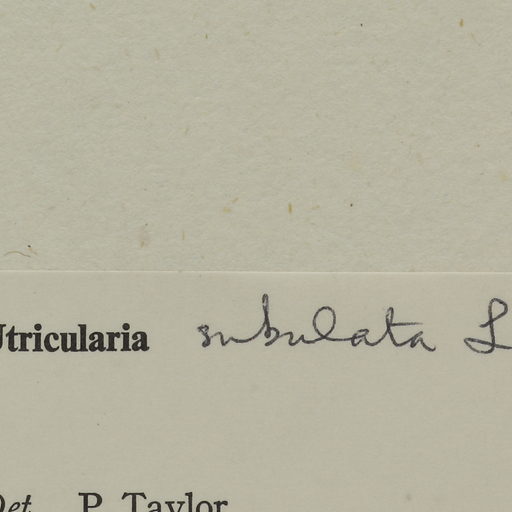 Utricularia subulata L
Det. P. Taylor